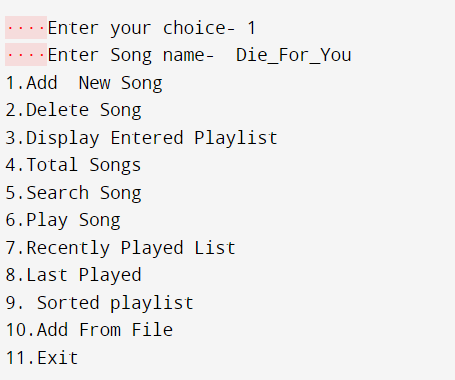 ····Enter your choice- 1
····Enter Song name-  Die_For_You
1.Add  New Song
2.Delete Song
3.Display Entered Playlist
4.Total Songs
5.Search Song
6.Play Song
7.Recently Played List
8.Last Played
9. Sorted playlist
10.Add From File
11.Exit